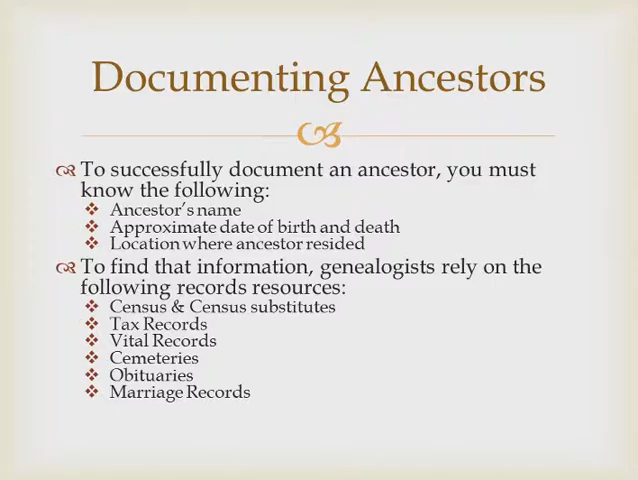 Documenting Ancestors
To successfully document an ancestor, you must
know the following:
Ancestor's name
Approximate date of birth and death
Location where ancestor resided
To find that information, genealogists rely on the
following records resources:
Census & Census substitutes
Tax Records
Vital Records
Cemeteries
Obituaries
Marriage Records